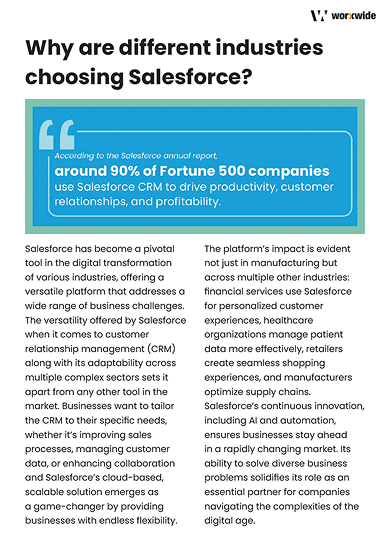 worxwide
Why are different industries
choosing Salesforce?
According to the Salesforce annual report,
around 90% of Fortune 500 companies
use Salesforce CRM to drive productivity, customer
relationships, and profitability.
Salesforce has become a pivotal
tool in the digital transformation
of various industries, offering a
versatile platform that addresses a
wide range of business challenges.
The versatility offered by Salesforce
when it comes to customer
relationship management (CRM)
along with its adaptability across
multiple complex sectors sets it
apart from any other tool in the
market. Businesses want to tailor
the CRM to their specific needs,
whether it's improving sales
processes, managing customer
data, or enhancing collaboration
and Salesforce's cloud-based,
scalable solution emerges as
a game-changer by providing
businesses with endless flexibility.
The platform's impact is evident
not just in manufacturing but
across multiple other industries:
financial services use Salesforce
for personalized customer
experiences, healthcare
organizations manage patient
data more effectively, retailers
create seamless shopping
experiences, and manufacturers
optimize supply chains.
Salesforce's continuous innovation,
including AI and automation,
ensures businesses stay ahead
in a rapidly changing market. Its
ability to solve diverse business
problems solidifies its role as an
essential partner for companies
navigating the complexities of the
digital age.